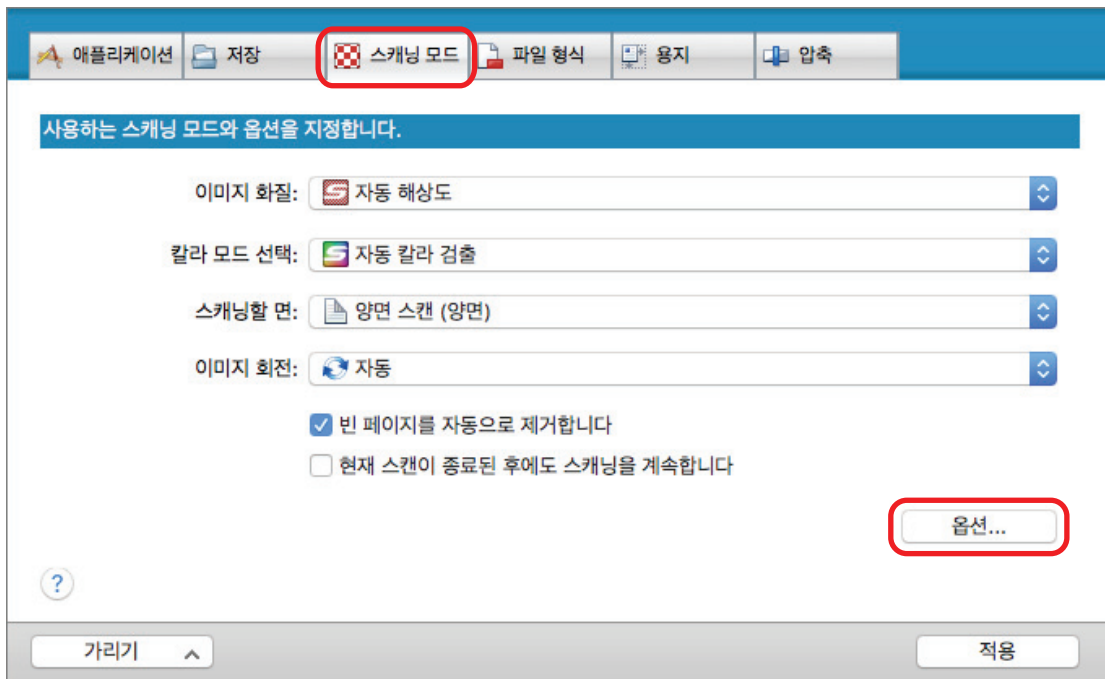 애플리케이션 저장 스캐닝 모드 파일 형식 용지 압축
사용하는 스캐닝 모드와 옵션을 지정합니다.
이미지 화질: 자동 해상도
칼라 모드 선택: 자동 칼라 검출
스캐닝할 면: 양면 스캔 (양면)
이미지 회전: 자동
빈 페이지를 자동으로 제거합니다
현재 스캔이 종료된 후에도 스캐닝을 계속합니다
옵션...
?
가리기 적용